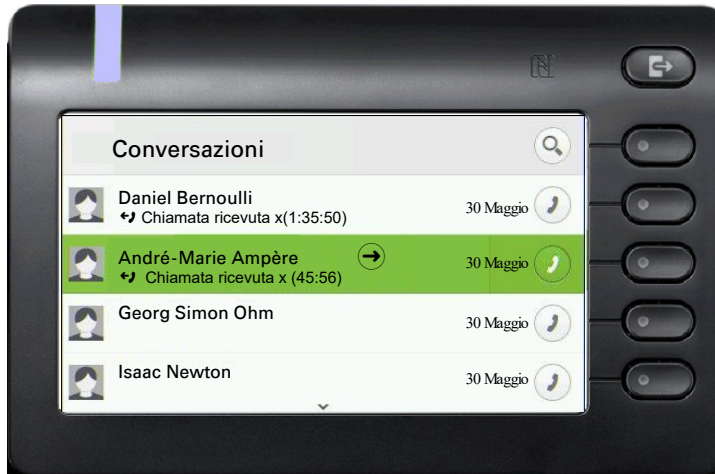 Conversazioni
Daniel Bernoulli
Chiamata ricevuta x(1:35:50)
30 Maggio
André-Marie Ampère
Chiamata ricevuta x (45:56)
30 Maggio
Georg Simon Ohm
30 Maggio
Isaac Newton
30 Maggio